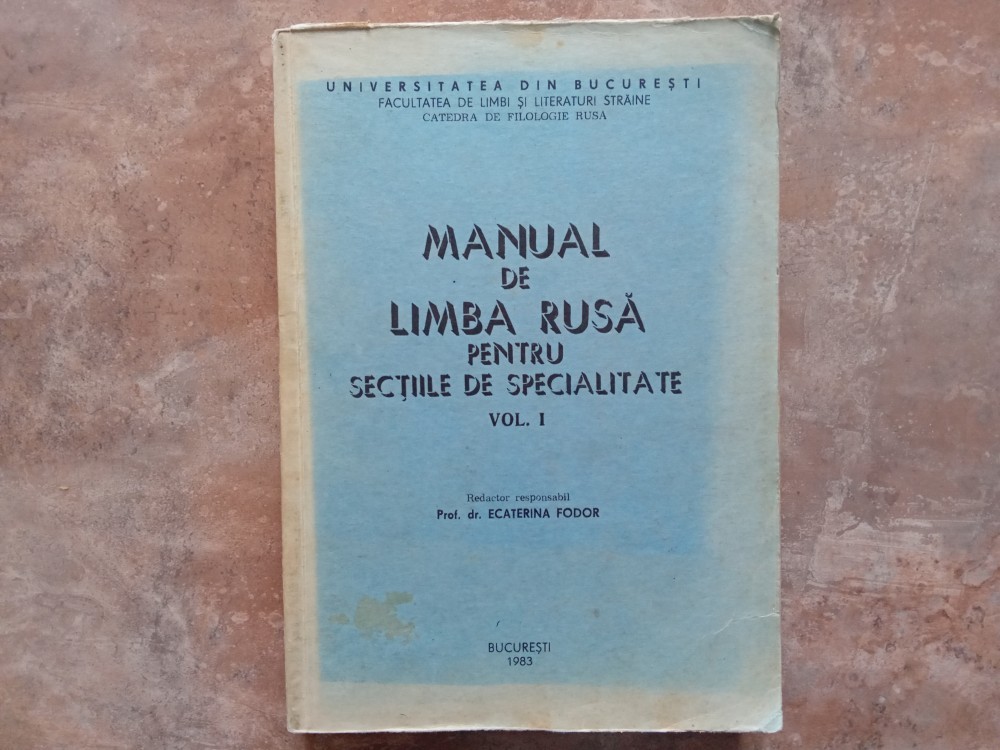 UNIVERSITATEA DIN BUCUREȘTI
FACULTATEA DE LIMBI ȘI LITERATURI STRĂINE
CATEDRA DE FILOLOGIE RUSA
MANUAL
DE
LIMBA RUSĂ
PENTRU
SECȚIILE DE SPECIALITATE
VOL. I
Redactor responsabil
Prof. dr. ECATERINA FODOR
BUCUREȘTI
1983